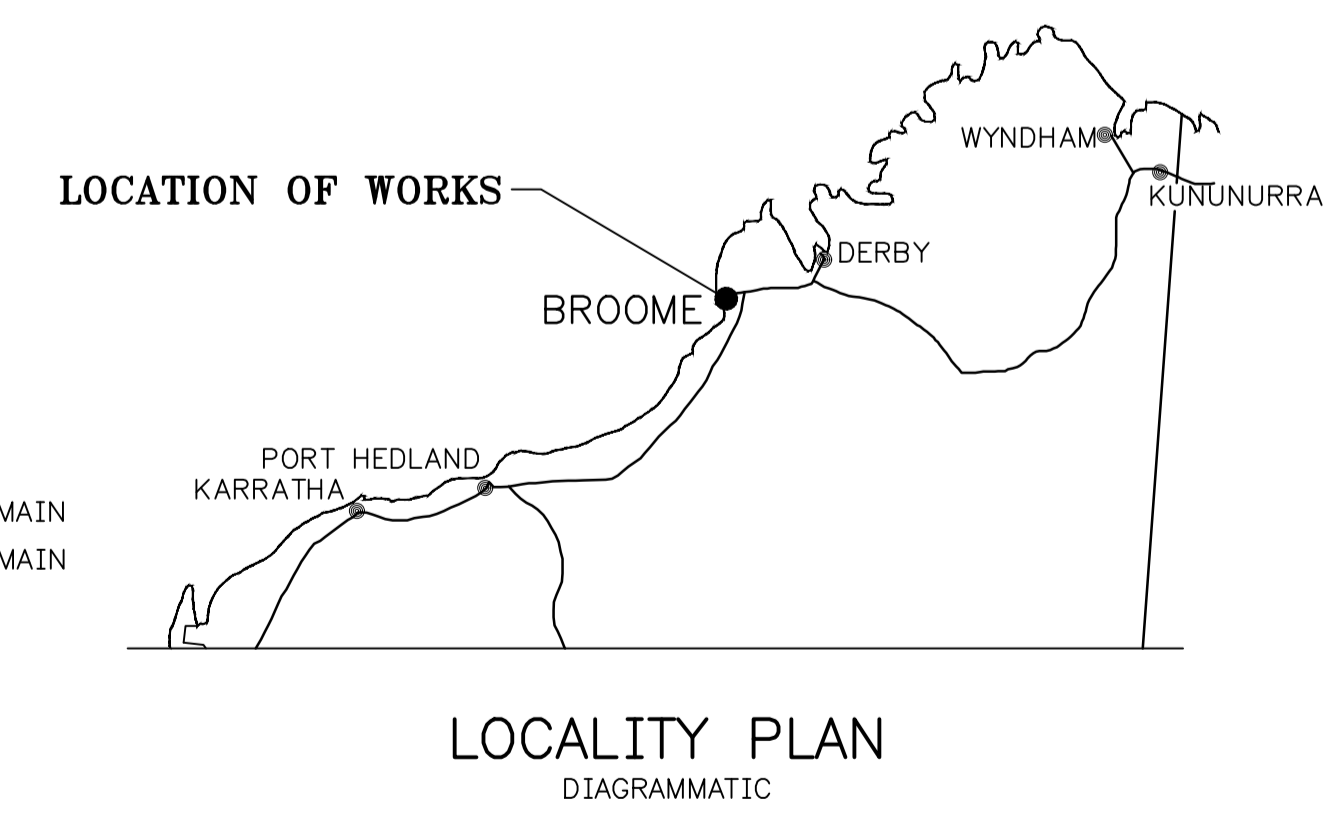 WYNDHAM
LOCATION OF WORKS
KUNUNURRA
DERBY
BROOME
PORT HEDLAND
KARRATHA
MAIN
MAIN
LOCALITY PLAN
DIAGRAMMATIC